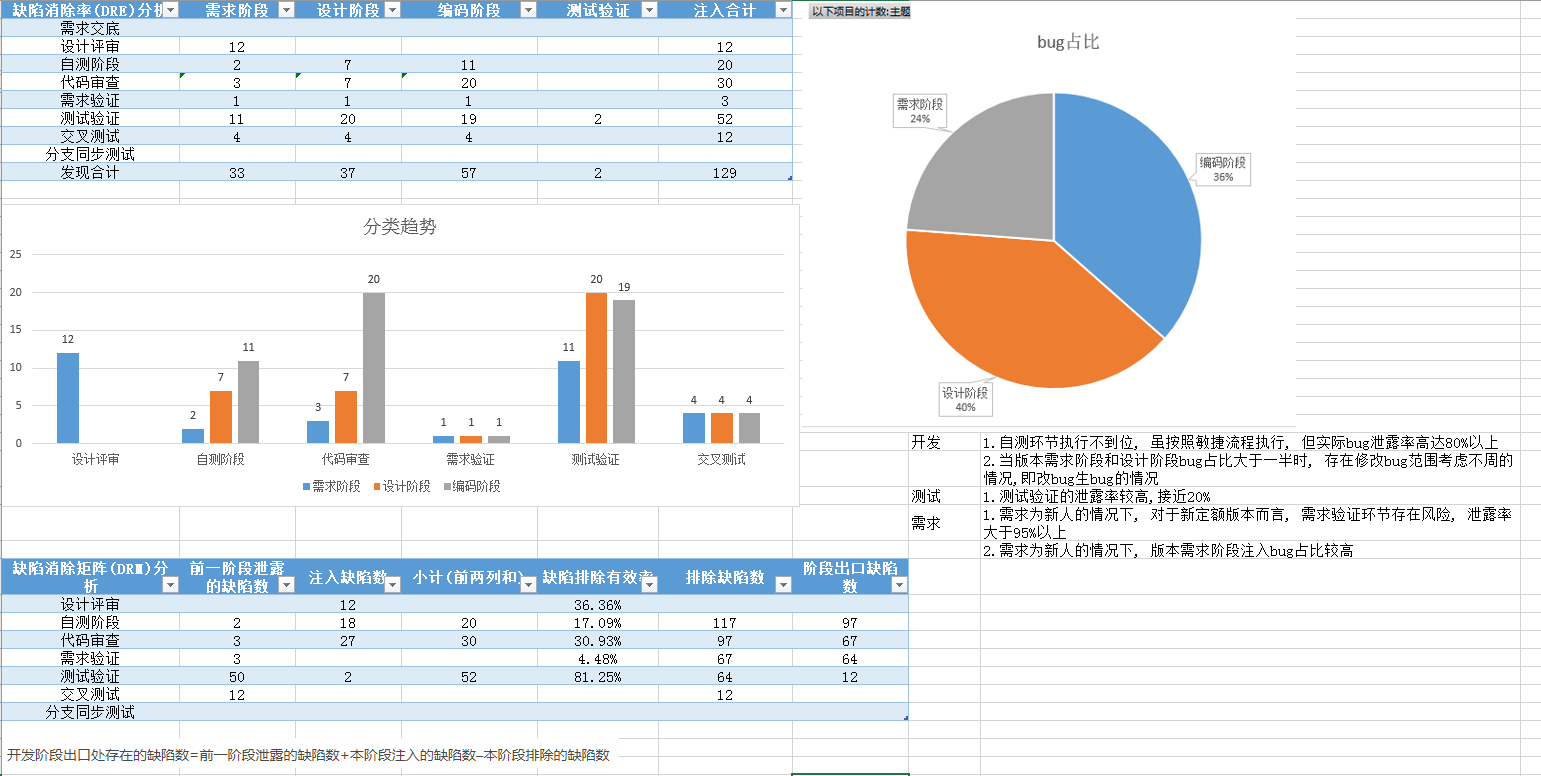 缺陷消除率(DRE)分析 需求阶段 设计阶段 编码阶段 测试验证 注入合计
需求交底
设计评审 12 12
自测阶段 2 7 11 20
代码审查 3 7 20 30
需求验证 1 1 1 3
测试验证 11 20 19 2 52
交叉测试 4 4 4 12
分支同步测试
发现合计 33 37 57 2 129
分类趋势
25
20
15
10
5
0
12
2 7 11
3 7 20
1 1 1
11 20 19
4 4 4
设计评审 自测阶段 代码审查 需求验证 测试验证 交叉测试
需求阶段 设计阶段 编码阶段
以下项目的计数:主题
bug占比
需求阶段
24%
编码阶段
36%
设计阶段
40%
开发 1.自测环节执行不到位, 虽按照敏捷流程执行, 但实际bug泄露率高达80%以上
2.当版本需求阶段和设计阶段bug占比大于一半时, 存在修改bug范围考虑不周的
情况,即改bug生bug的情况
测试 1.测试验证的泄露率较高,接近20%
需求 1.需求为新人的情况下, 对于新定额版本而言, 需求验证环节存在风险, 泄露率
大于95%以上
2.需求为新人的情况下, 版本需求阶段注入bug占比较高
缺陷消除矩阵(DRM)分
析 前一阶段泄露
的缺陷数 注入缺陷数 小计(前两列和) 缺陷排除有效率 排除缺陷数 阶段出口缺陷
数
设计评审 12 36.36%
自测阶段 2 18 20 17.09% 117 97
代码审查 3 27 30 30.93% 97 67
需求验证 3 4.48% 67 64
测试验证 50 2 52 81.25% 64 12
交叉测试 12 12
分支同步测试
开发阶段出口处存在的缺陷数=前一阶段泄露的缺陷数+本阶段注入的缺陷数–本阶段排除的缺陷数